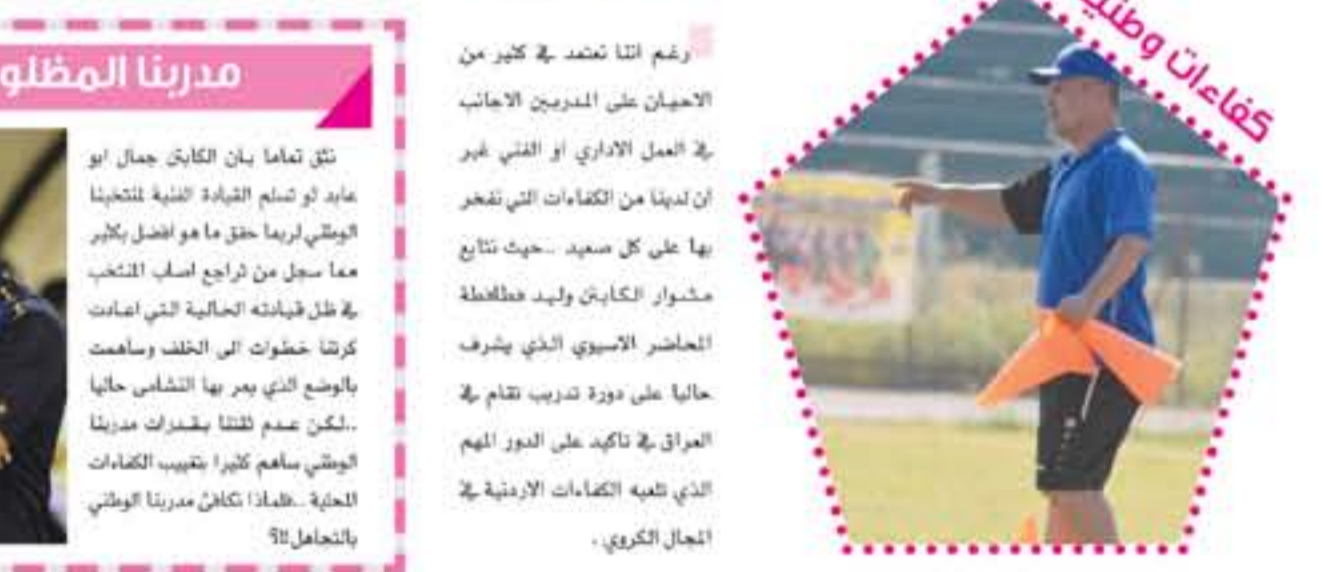 كفاءات وطنية
رغم اننا نعتمد في كثير من
الاحيان على المدربين الاجانب
في العمل الاداري او الفني غير
ان لدينا من الكفاءات التي نفخر
بها على كل صعيد ..حيث نتابع
مشوار الكابتن وليد فطافطة
المحاضر الاسيوي الذي يشرف
حاليا على دورة تدريب تقام في
العراق في تاكيد على الدور المهم
الذي تلعبه الكفاءات الاردنية في
المجال الكروي .
مدربنا
نثق تماما بان الكابتن جمال ابو
عابد لو تسلم القيادة الفنية لمنتخبنا
الوطني لربما حقق ما هو افضل بكثير
مما سجل من تراجع اصاب المنتخب
في ظل قيادته الحالية التي اعادت
كرتنا خطوات الى الخلف وساهمت
بالوضع الذي يمر بها النشامى حاليا
..لكن عدم ثقتنا بقدرات مدربنا
الوطني ساهم كثيرا بتغييب الكفاءات
المحلية ..فلماذا نكافئ مدربنا الوطني
بالتجاهل !!؟